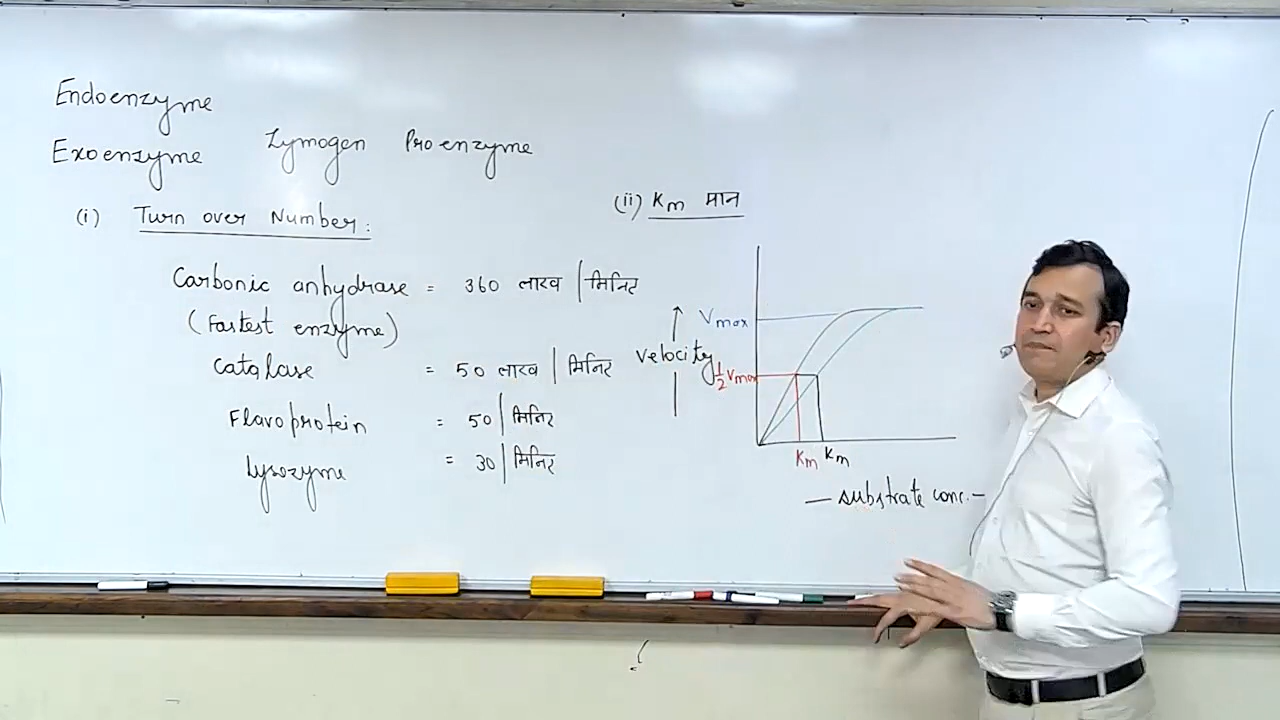 Endoenzyme
Exoenzyme Zymogen Proenzyme
(i) Turn over Number:
Carbonic anhydrase = 360 लाख | मिनिट
(Fastest enzyme)
Catalase = 50 लाख | मिनिट
Flavoprotein = 50 | मिनिट
Lysozyme = 30 | मिनिट
(ii) Km मान
Vmax
velocity
1/2 Vmax
Km Km
— substrate conc. —